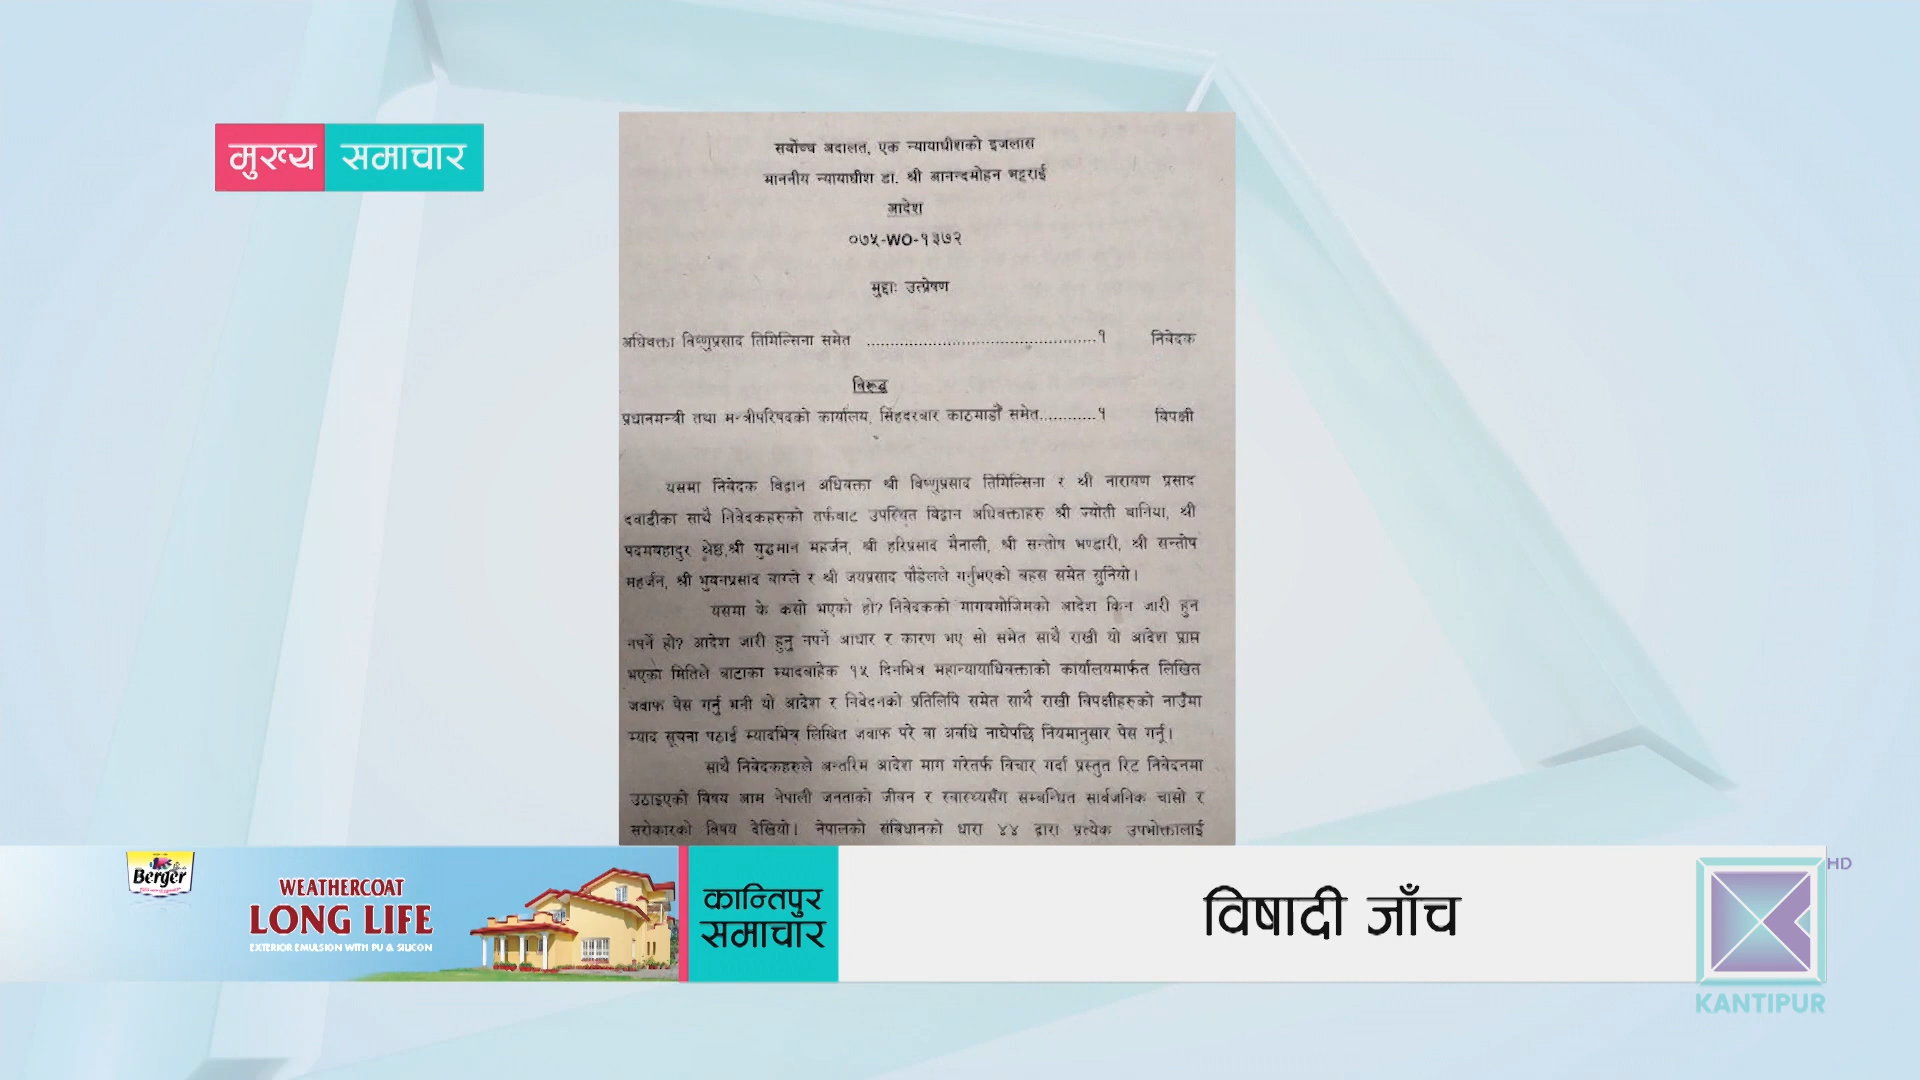 मुख्य समाचार
सर्वोच्च अदालत, एक न्यायाधीशको इजलास
माननीय न्यायाधीश डा. श्री आनन्दमोहन भट्टराई
आदेश
०७५-WO-१३७२
मुद्दाः उत्प्रेषण
अधिवक्ता विष्णुप्रसाद तिमिल्सिना समेत ................................................१ निवेदक
विरूद्ध
प्रधानमन्त्री तथा मन्त्रीपरिषदको कार्यालय, सिंहदरबार काठमाडौँ समेत............१ विपक्षी
यसमा निवेदक विद्वान अधिवक्ता श्री विष्णुप्रसाद तिमिल्सिना र श्री नारायण प्रसाद
दवाडीका साथै निवेदकहरुको तर्फबाट उपस्थित विद्वान अधिवक्ताहरु श्री ज्योती बानिया, श्री
पदमबहादुर श्रेष्ठ,श्री युद्धमान महर्जन, श्री हरिप्रसाद मैनाली, श्री सन्तोष भण्डारी, श्री सन्तोष
महर्जन, श्री भुवनप्रसाद वाग्ले र श्री जयप्रसाद पौडेलले गर्नुभएको बहस समेत सुनियो।
यसमा के कसो भएको हो? निवेदकको मागबमोजिमको आदेश किन जारी हुन
नपर्ने हो? आदेश जारी हुनु नपर्ने आधार र कारण भए सो समेत साथै राखी यो आदेश प्राप्त
भएको मितिले बाटाका म्यादबाहेक १५ दिनभित्र महान्यायाधिवक्ताको कार्यालयमार्फत लिखित
जवाफ पेस गर्नु भनी यो आदेश र निवेदनको प्रतिलिपि समेत साथै राखी विपक्षीहरुको नाउँमा
म्याद सूचना पठाई म्यादभित्र लिखित जवाफ परे वा अवधि नाघेपछि नियमानुसार पेस गर्नू।
साथै निवेदकहरुले अन्तरिम आदेश माग गरेतर्फ विचार गर्दा प्रस्तुत रिट निवेदनमा
उठाइएको विषय आम नेपाली जनताको जीवन र स्वास्थ्यसँग सम्बन्धित सार्वजनिक चासो र
सरोकारको विषय देखियो। नेपालको संविधानको धारा ४४ द्वारा प्रत्येक उपभोक्तालाई
Berger
WEATHERCOAT
LONG LIFE
EXTERIOR EMULSION WITH PU & SILICON
कान्तिपुर
समाचार
विषादी जाँच
HD
KANTIPUR